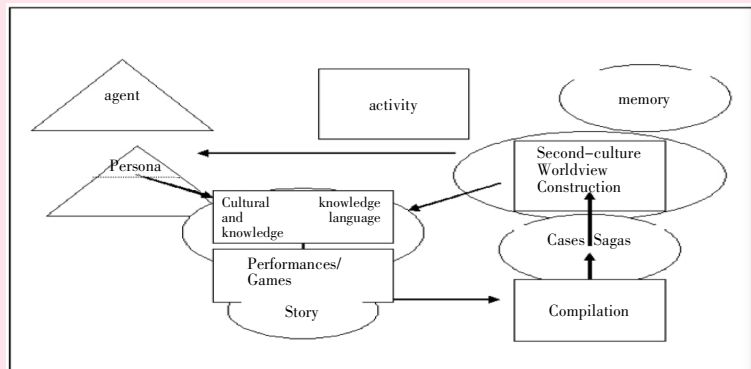 agent
activity
memory
Persona
Second-culture
Worldview
Construction
Cultural knowledge
and language
knowledge
Cases Sagas
Performances/
Games
Story
Compilation